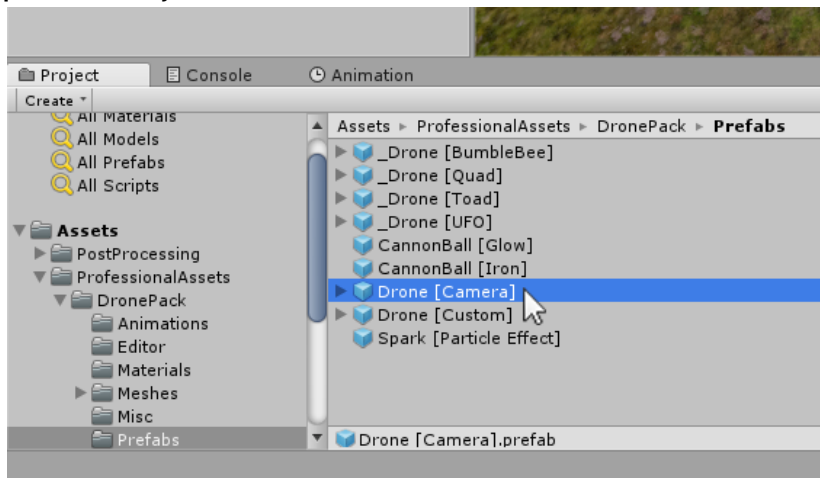 Project Console Animation
Create
All Materials
All Models
All Prefabs
All Scripts
Assets
PostProcessing
ProfessionalAssets
DronePack
Animations
Editor
Materials
Meshes
Misc
Prefabs
Assets ▸ ProfessionalAssets ▸ DronePack ▸ Prefabs
_Drone [BumbleBee]
_Drone [Quad]
_Drone [Toad]
_Drone [UFO]
CannonBall [Glow]
CannonBall [Iron]
Drone [Camera]
Drone [Custom]
Spark [Particle Effect]
Drone [Camera].prefab